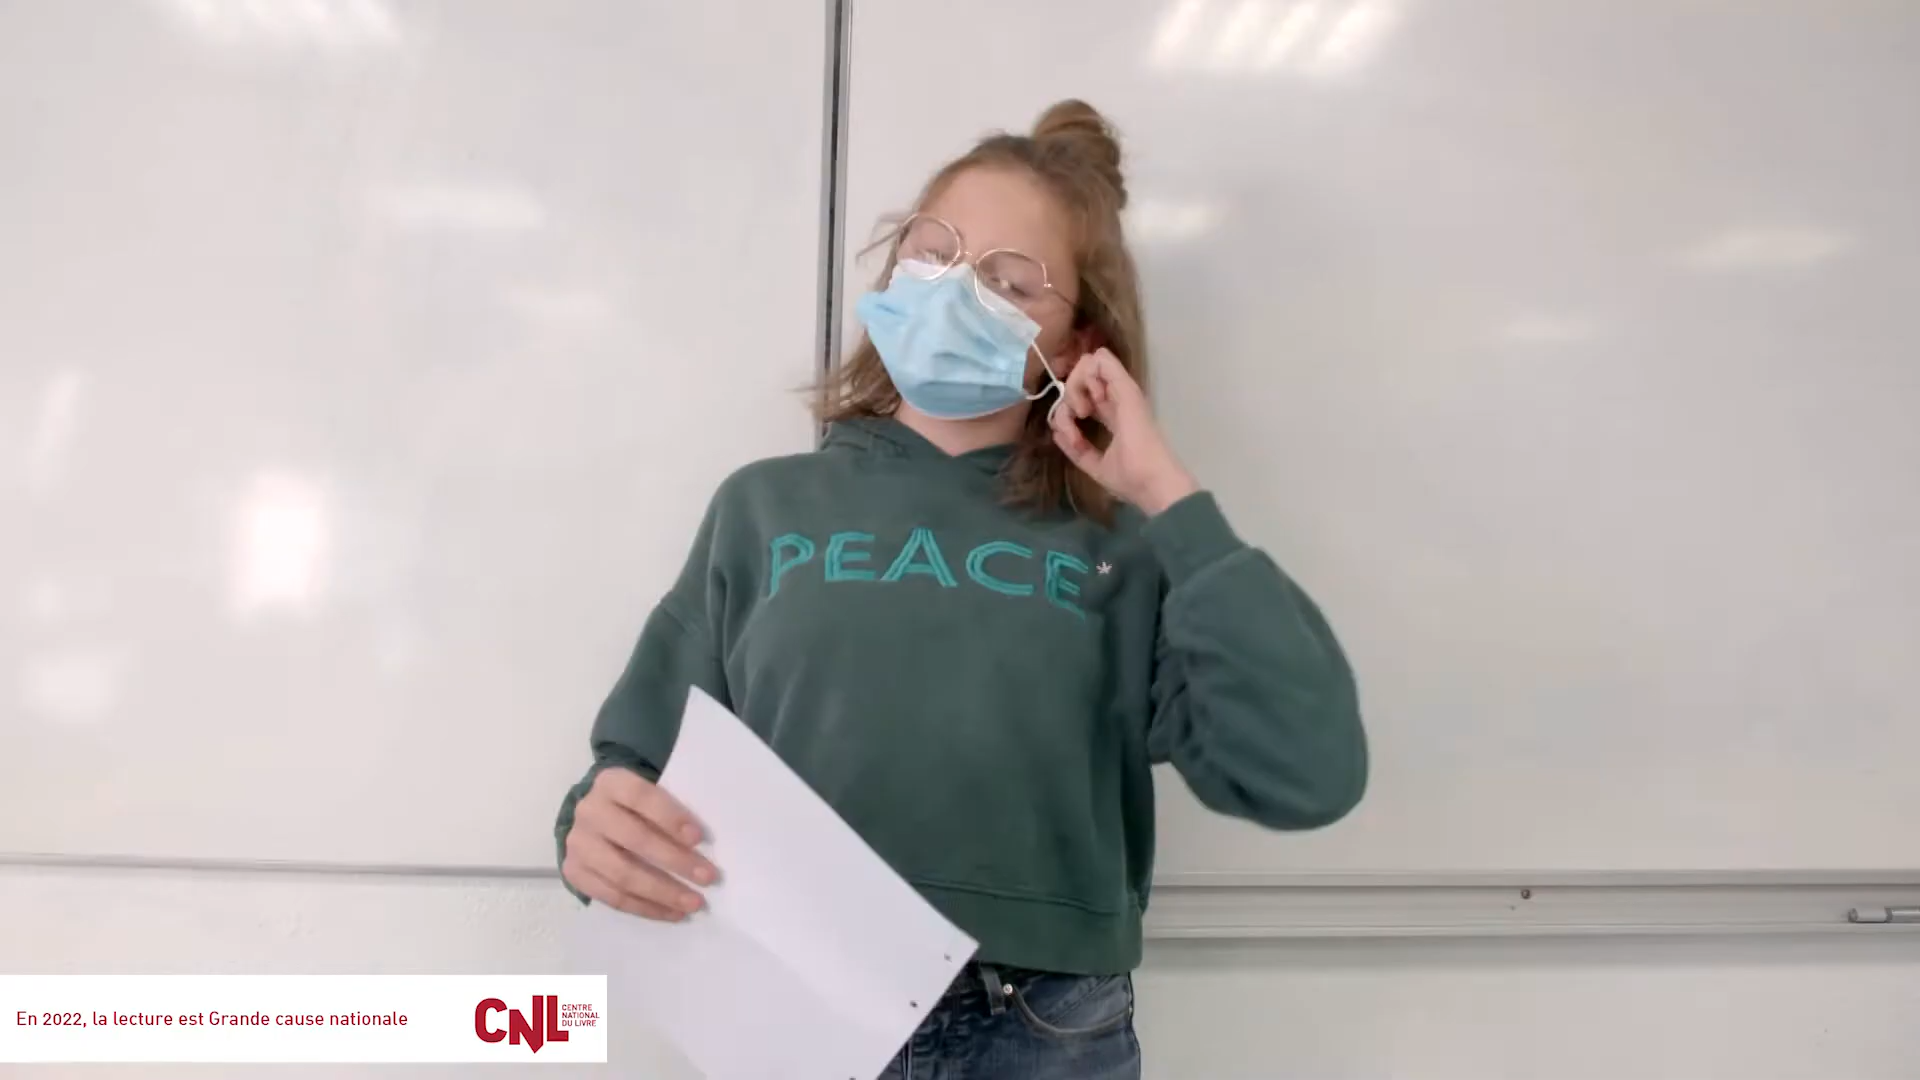 PEACE*
En 2022, la lecture est Grande cause nationale
CNL
CENTRE
NATIONAL
DU LIVRE